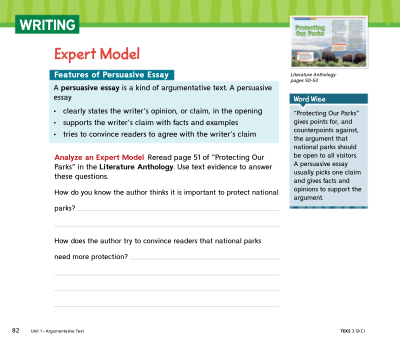 WRITING
Expert Model
Features of Persuasive Essay
A persuasive essay is a kind of argumentative text. A persuasive
essay
• clearly states the writer's opinion, or claim, in the opening
• supports the writer's claim with facts and examples
• tries to convince readers to agree with the writer's claim
Analyze an Expert Model Reread page 51 of "Protecting Our
Parks" in the Literature Anthology. Use text evidence to answer
these questions.
How do you know the author thinks it is important to protect national
parks?
How does the author try to convince readers that national parks
need more protection?
Protecting
Our Parks
Literature Anthology:
pages 50-53
Word Wise
"Protecting Our Parks"
gives points for, and
counterpoints against,
the argument that
national parks should
be open to all visitors.
A persuasive essay
usually picks one claim
and gives facts and
opinions to support the
argument.
82 Unit 1 • Argumentative Text
TEKS 3.12(C)